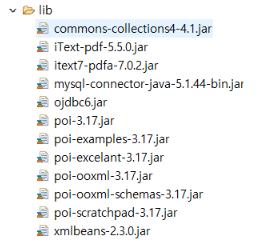 lib
commons-collections4-4.1.jar
iText-pdf-5.5.0.jar
itext7-pdfa-7.0.2.jar
mysql-connector-java-5.1.44-bin.jar
ojdbc6.jar
poi-3.17.jar
poi-examples-3.17.jar
poi-excelant-3.17.jar
poi-ooxml-3.17.jar
poi-ooxml-schemas-3.17.jar
poi-scratchpad-3.17.jar
xmlbeans-2.3.0.jar